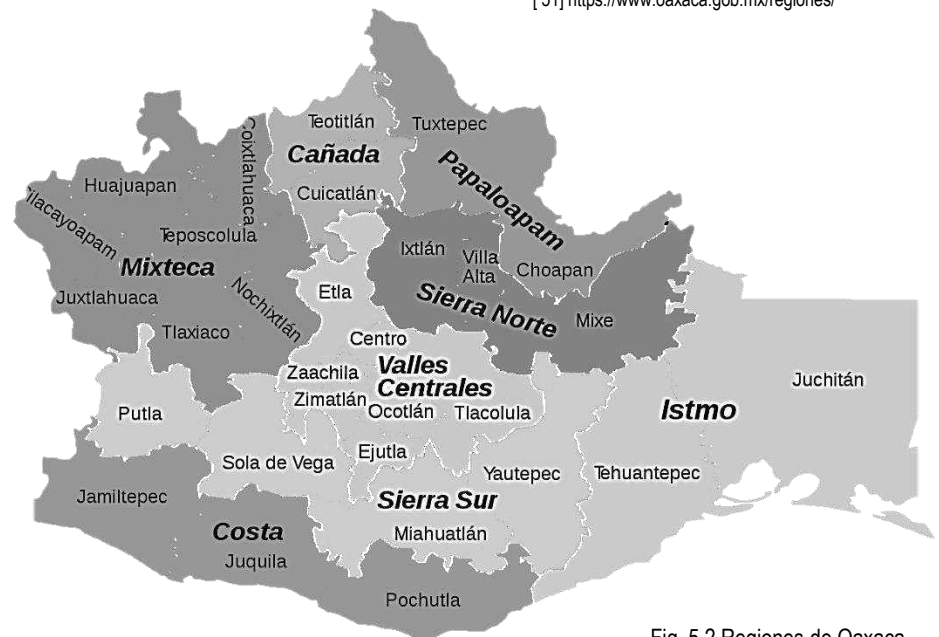 [ 51] https://www.oaxaca.gob.mx/regiones/
Teotitlán
Tuxtepec
Coixtlahuaca
Cañada
Papaloapam
Huajuapan
Cuicatlán
Teposcolula
Ixtlán
Villa
Alta
Choapan
Mixteca
Etla
Sierra Norte
Juxtlahuaca
Nochixtlán
Tlaxiaco
Mixe
Centro
Zaachila
Valles
Centrales
Juchitán
Zimatlán
Ocotlán
Tlacolula
Istmo
Putla
Ejutla
Sola de Vega
Yautepec
Tehuantepec
Jamiltepec
Sierra Sur
Costa
Miahuatlán
Juquila
Pochutla
Fig. 5.2 Regiones de Oaxaca